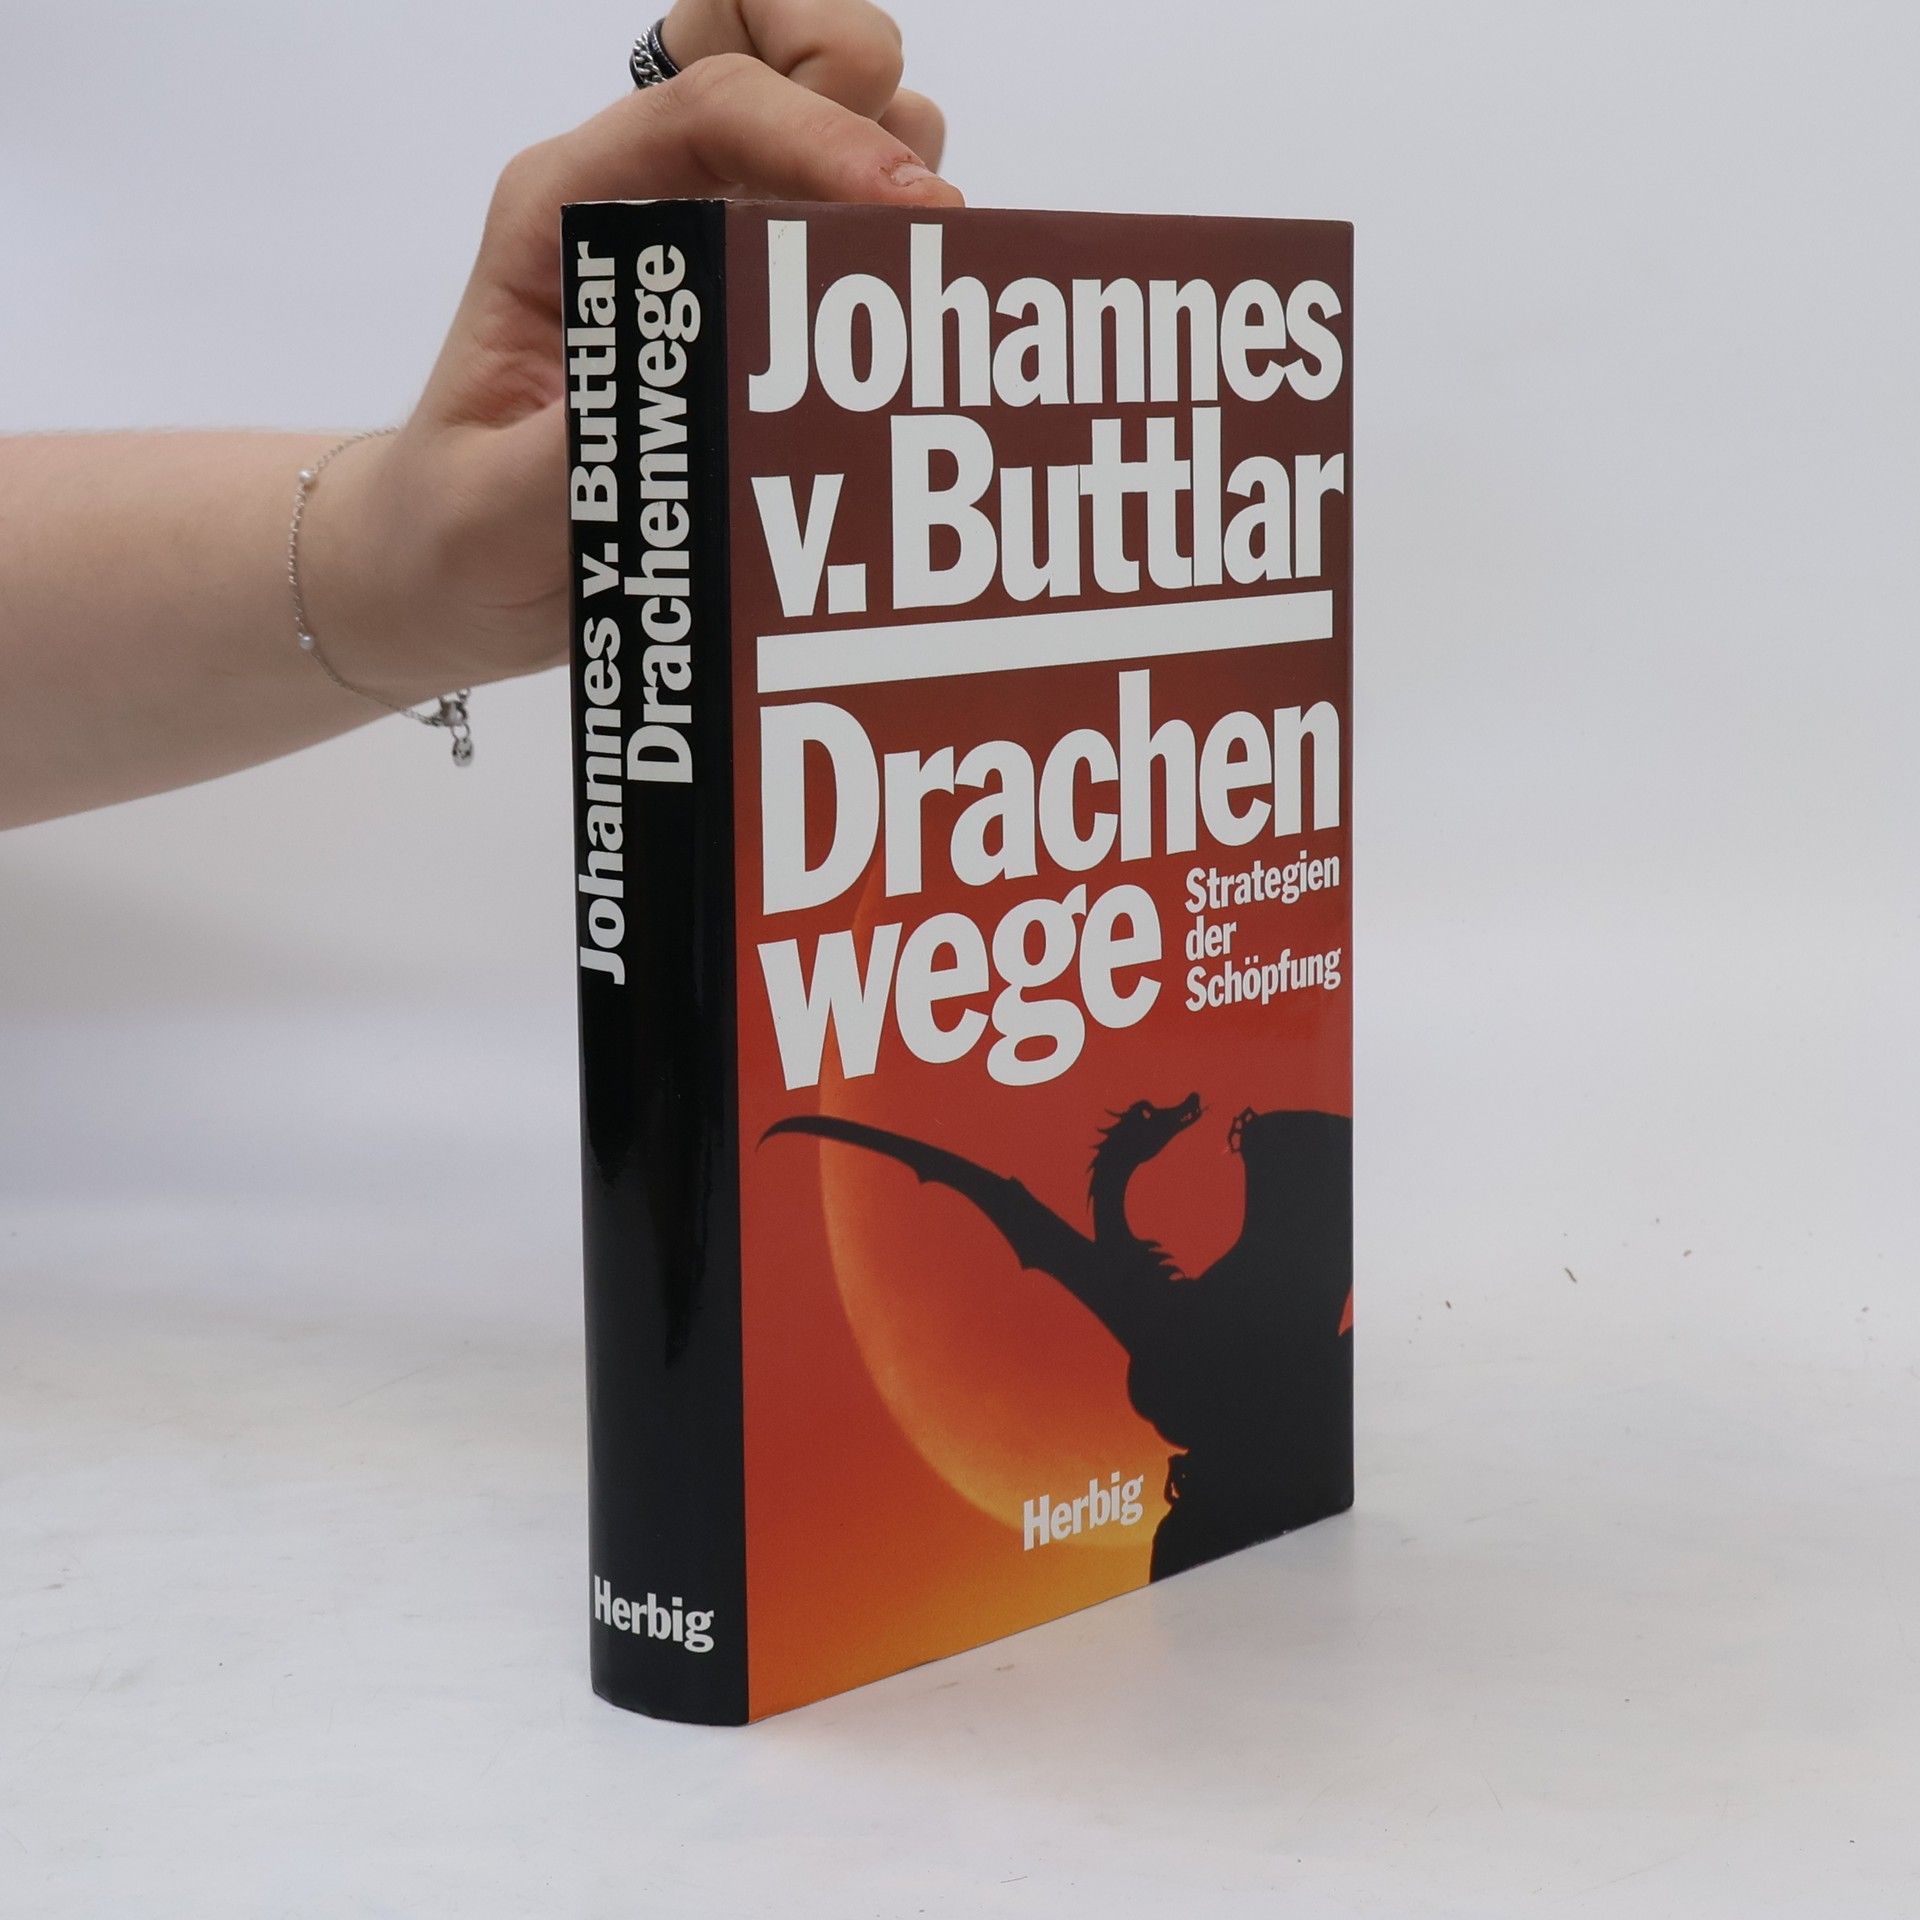 Johannes v. Buttlar
Drachenwege
Herbig
Johannes
v. Buttlar
Drachen
wege
Strategien
der
Schöpfung
Herbig